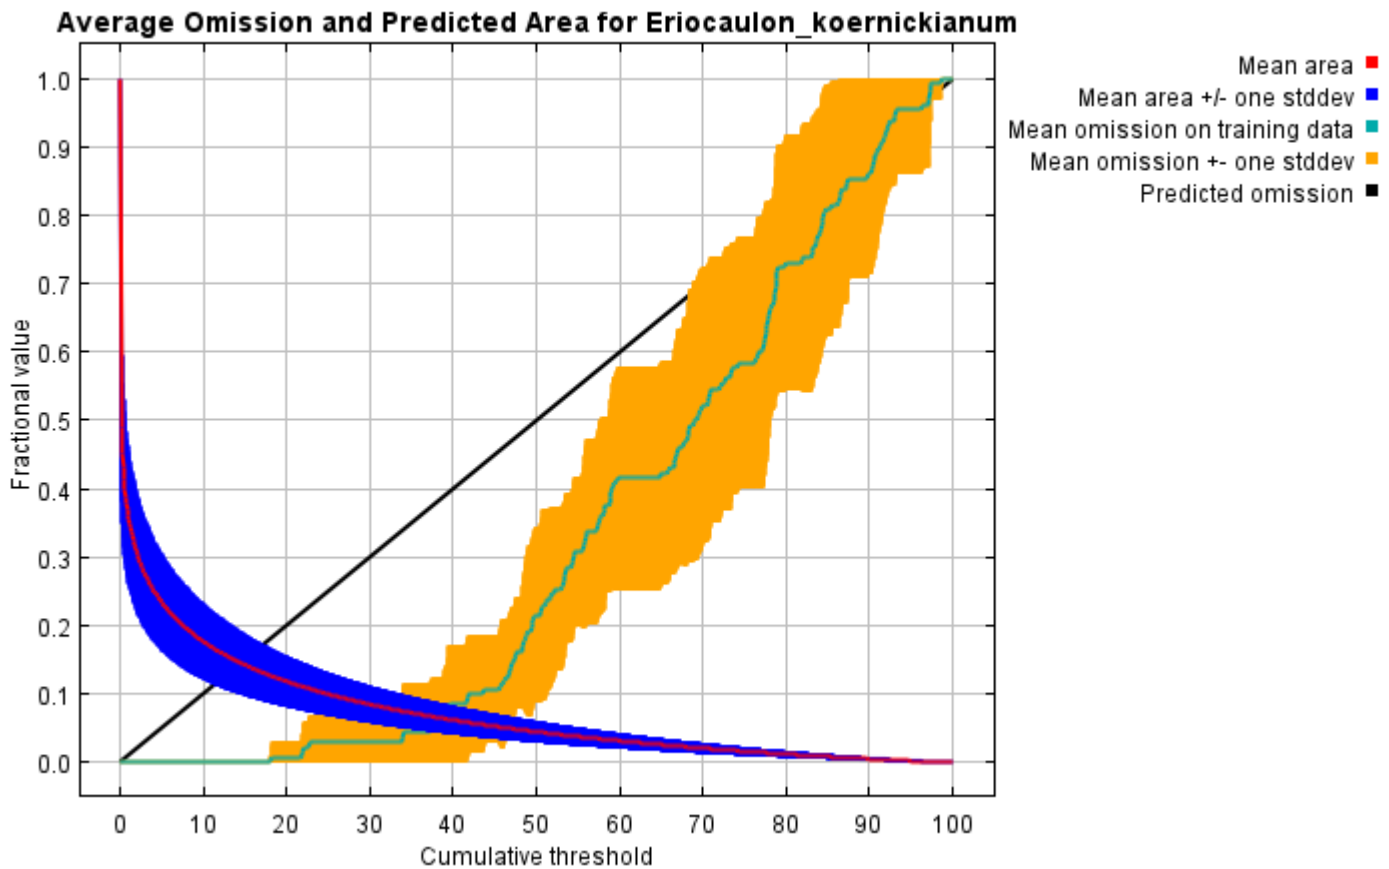 Average Omission and Predicted Area for Eriocaulon_koernickianum
Mean area
Mean area +/- one stddev
Mean omission on training data
Mean omission +- one stddev
Predicted omission
1.0
0.9
0.8
0.7
0.6
0.5
0.4
0.3
0.2
0.1
0.0
Fractional value
0 10 20 30 40 50 60 70 80 90 100
Cumulative threshold